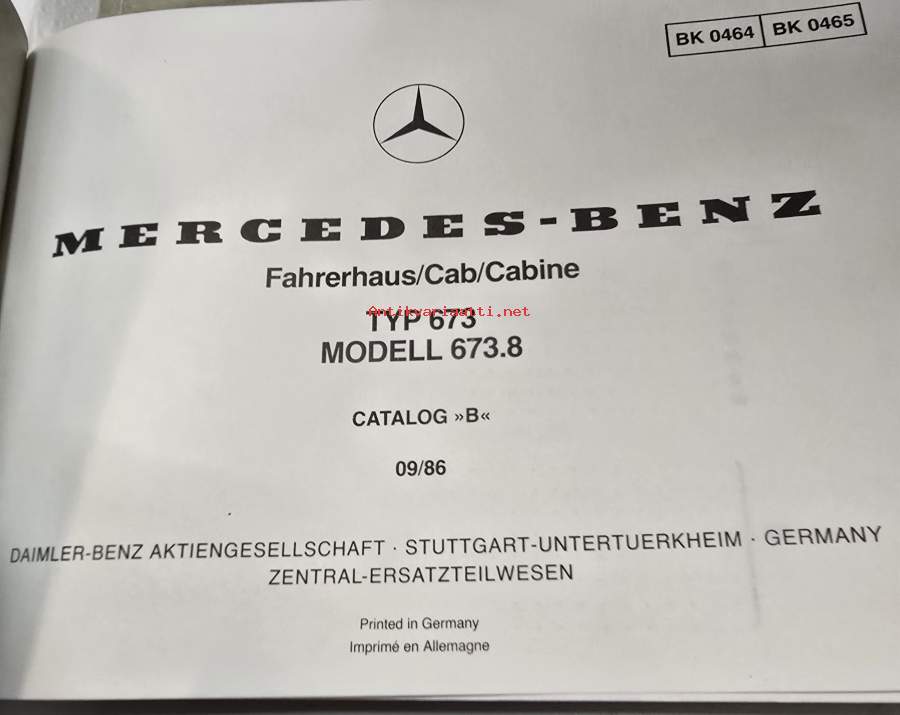 BK 0464 BK 0465
MERCEDES-BENZ
Fahrerhaus/Cab/Cabine
Antikvariaatti.net
TYP 673
MODELL 673.8
CATALOG »B«
09/86
DAIMLER-BENZ AKTIENGESELLSCHAFT · STUTTGART-UNTERTUERKHEIM · GERMANY
ZENTRAL-ERSATZTEILWESEN
Printed in Germany
Imprimé en Allemagne